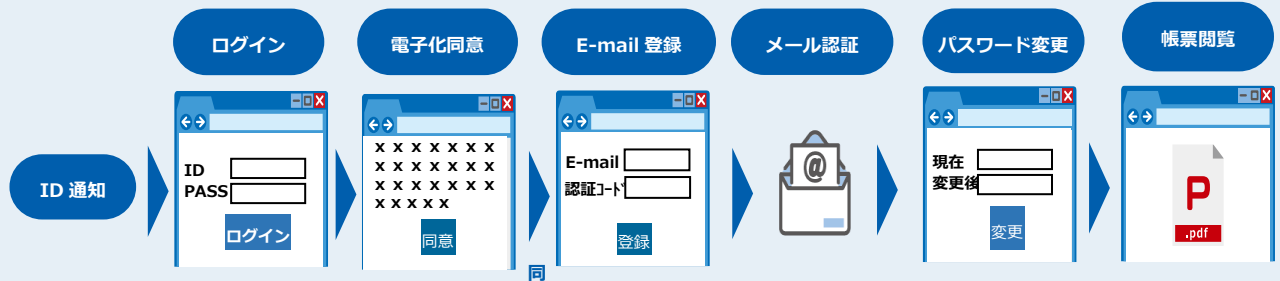 ログイン
電子化同意
E-mail 登録
メール認証
パスワード変更
帳票閲覧
ID 通知
ID
PASS
ログイン
x x x x x x x
x x x x x x x
x x x x x x x
x x x x x
同意
E-mail
認証ｺｰﾄﾞ
登録
@
現在
変更後
変更
P
.pdf
同